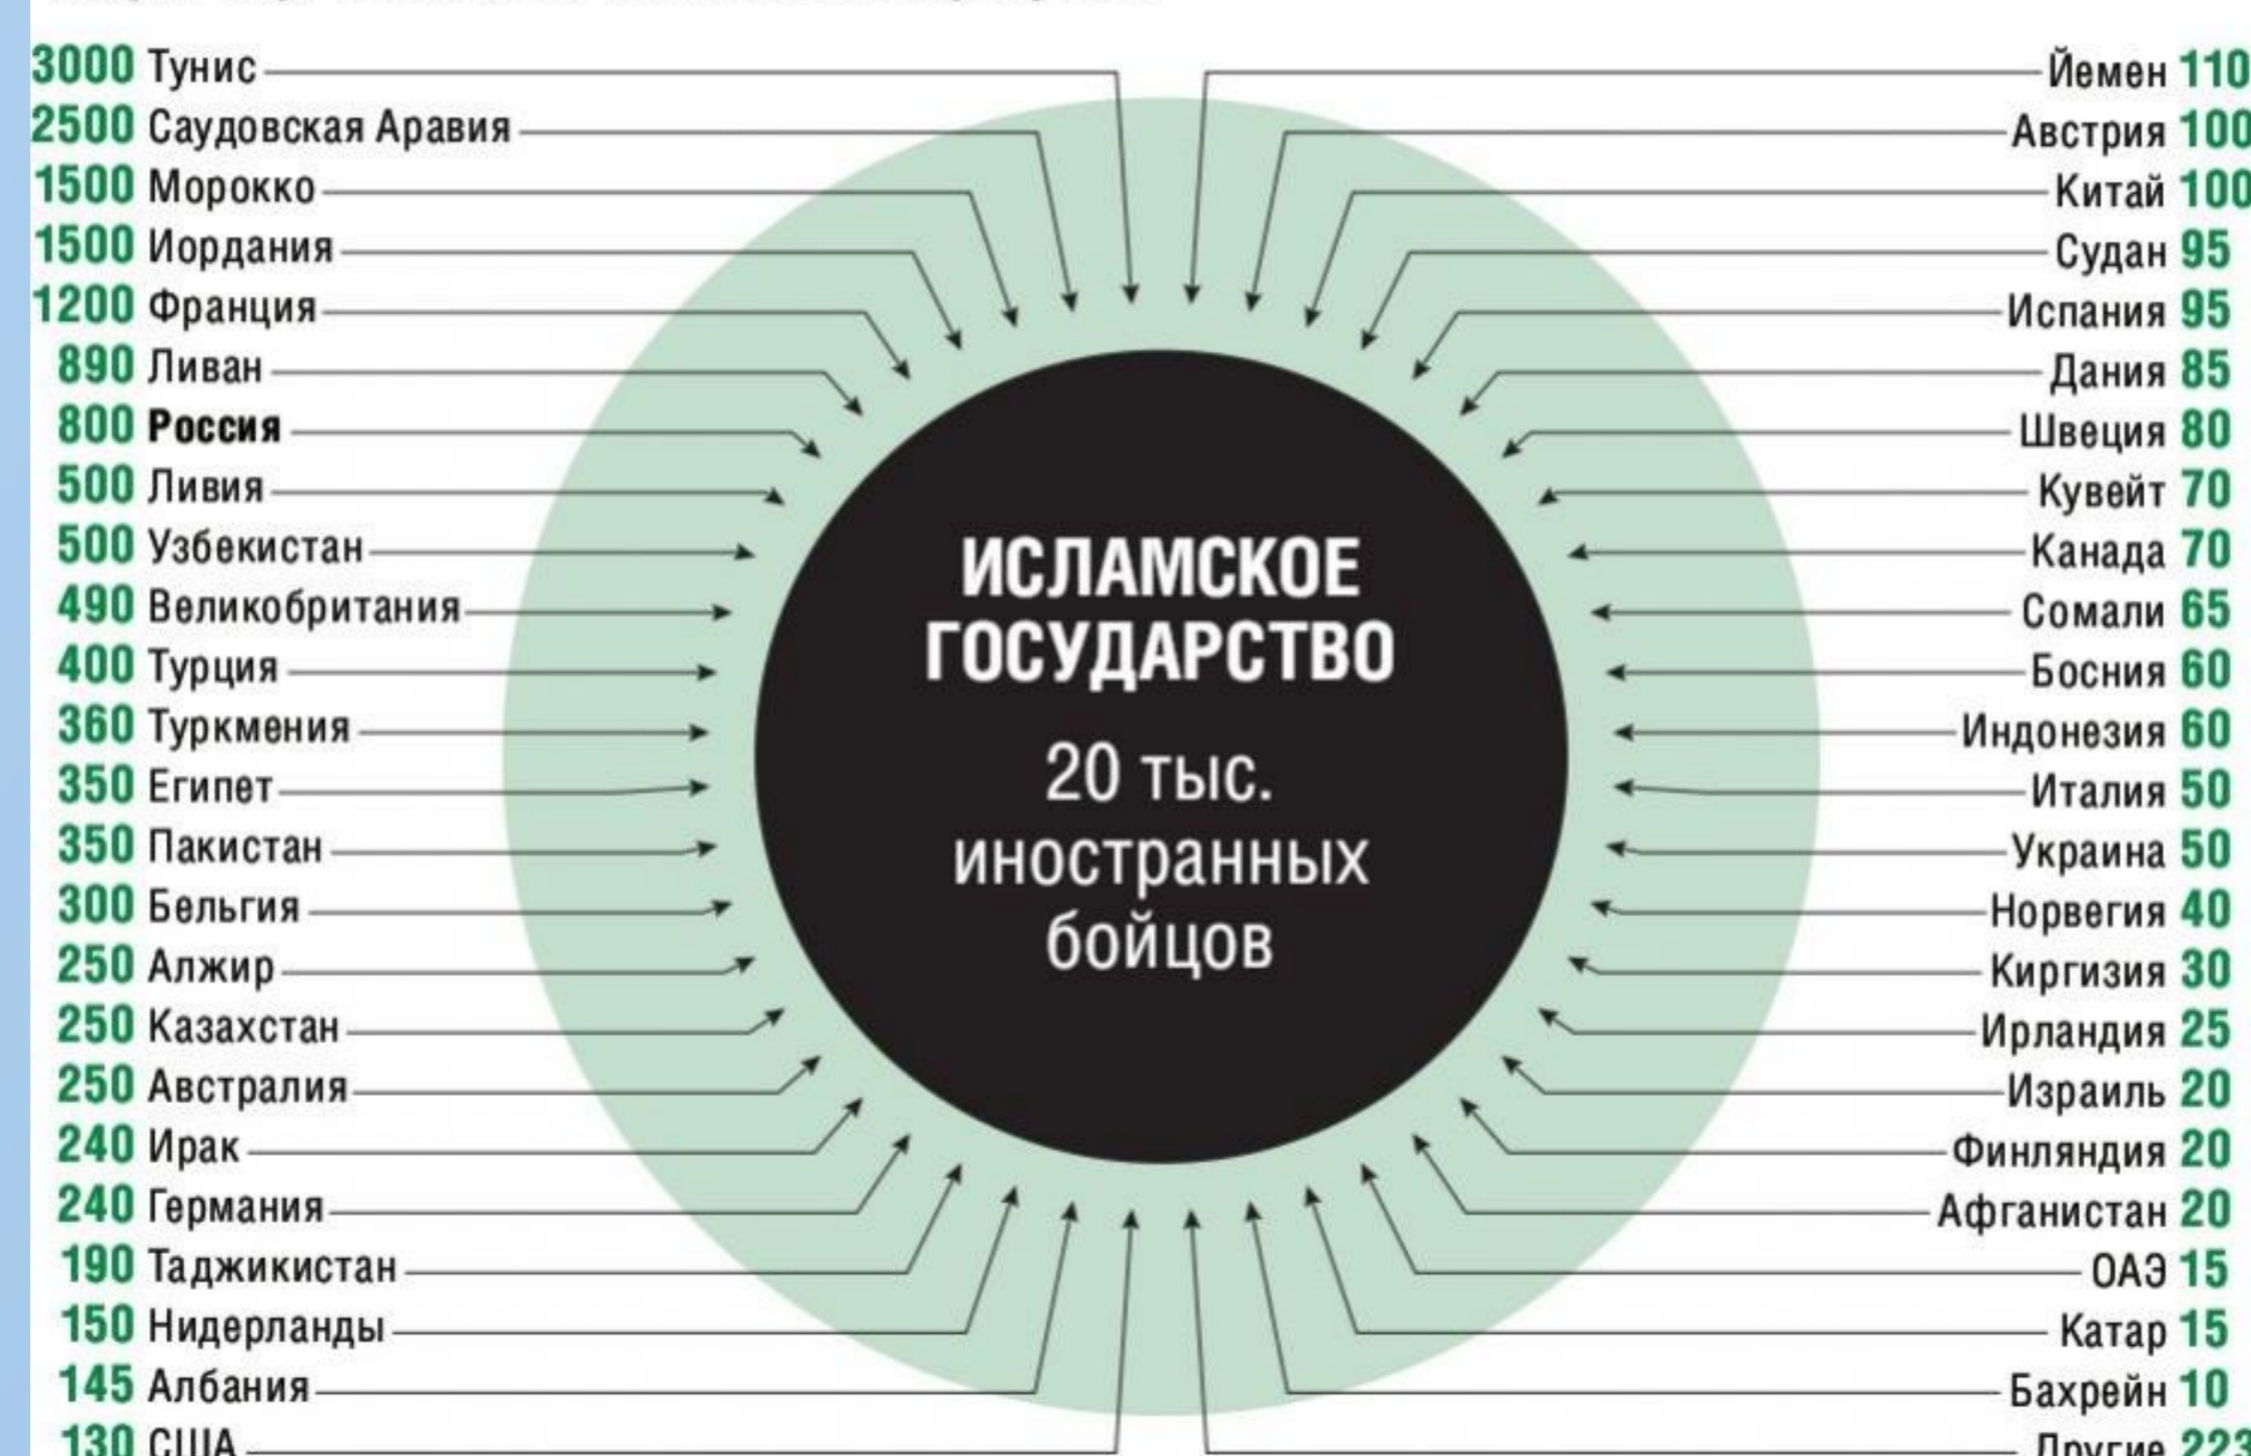 3000 Тунис
2500 Саудовская Аравия
1500 Морокко
1500 Иордания
1200 Франция
890 Ливан
800 Россия
500 Ливия
500 Узбекистан
490 Великобритания
400 Турция
360 Туркмения
350 Египет
350 Пакистан
300 Бельгия
250 Алжир
250 Казахстан
250 Австралия
240 Ирак
240 Германия
190 Таджикистан
150 Нидерланды
145 Албания
130 США
ИСЛАМСКОЕ
ГОСУДАРСТВО
20 тыс.
иностранных
бойцов
Йемен 110
Австрия 100
Китай 100
Судан 95
Испания 95
Дания 85
Швеция 80
Кувейт 70
Канада 70
Сомали 65
Босния 60
Индонезия 60
Италия 50
Украина 50
Норвегия 40
Киргизия 30
Ирландия 25
Израиль 20
Финляндия 20
Афганистан 20
ОАЭ 15
Катар 15
Бахрейн 10
Другие 223